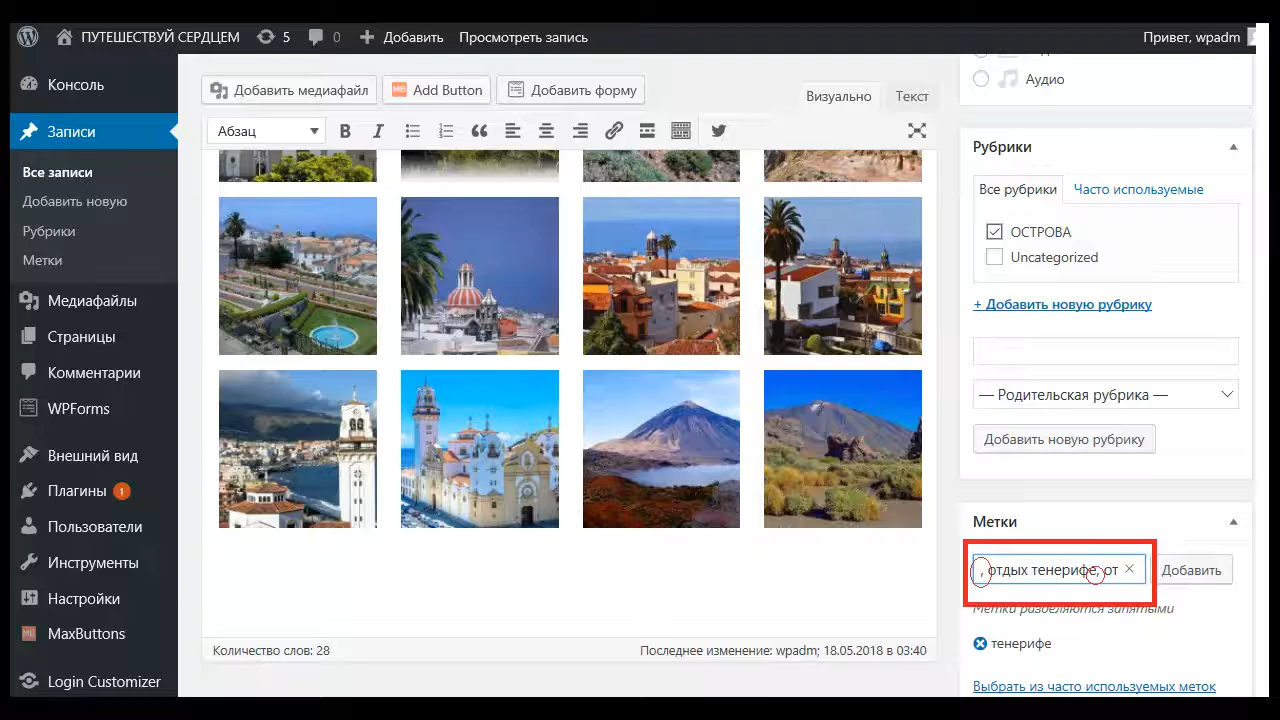 ПУТЕШЕСТВУЙ СЕРДЦЕМ 5 0 Добавить Просмотреть запись Привет, wpadm
Консоль
Записи
Все записи
Добавить новую
Рубрики
Метки
Медиафайлы
Страницы
Комментарии
WPForms
Внешний вид
Плагины 1
Пользователи
Инструменты
Настройки
MB MaxButtons
Login Customizer
Добавить медиафайл MB Add Button Добавить форму
Визуально Текст
Абзац B I
Количество слов: 28 Последнее изменение: wpadm; 18.05.2018 в 03:40
Аудио
Рубрики
Все рубрики Часто используемые
ОСТРОВА
Uncategorized
+ Добавить новую рубрику
— Родительская рубрика —
Добавить новую рубрику
Метки
, отдых тенерифе, от Добавить
Метки разделяются запятыми
тенерифе
Выбрать из часто используемых меток